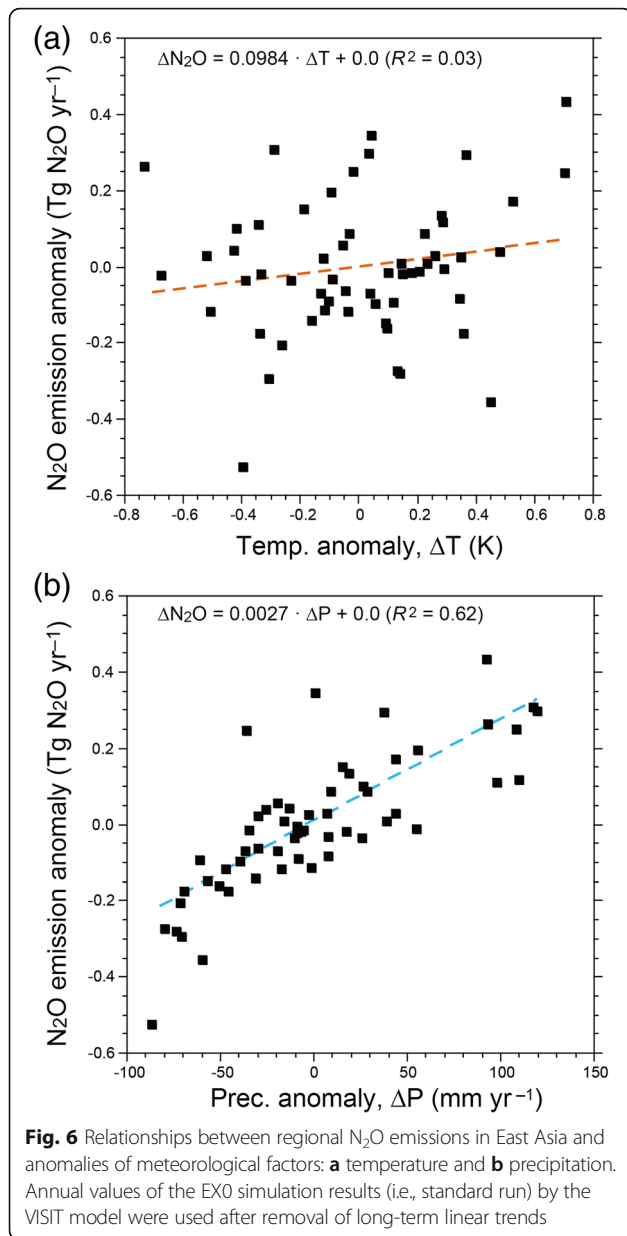 (a)
ΔN₂O = 0.0984 · ΔT + 0.0 (R² = 0.03)
N₂O emission anomaly (Tg N₂O yr⁻¹)
0.6
0.4
0.2
0.0
-0.2
-0.4
-0.6
-0.8
-0.6
-0.4
-0.2
0
0.2
0.4
0.6
0.8
Temp. anomaly, ΔT (K)
(b)
ΔN₂O = 0.0027 · ΔP + 0.0 (R² = 0.62)
N₂O emission anomaly (Tg N₂O yr⁻¹)
0.6
0.4
0.2
0.0
-0.2
-0.4
-0.6
-100
-50
0
50
100
150
Prec. anomaly, ΔP (mm yr⁻¹)
Fig. 6 Relationships between regional N₂O emissions in East Asia and
anomalies of meteorological factors: a temperature and b precipitation.
Annual values of the EX0 simulation results (i.e., standard run) by the
VISIT model were used after removal of long-term linear trends